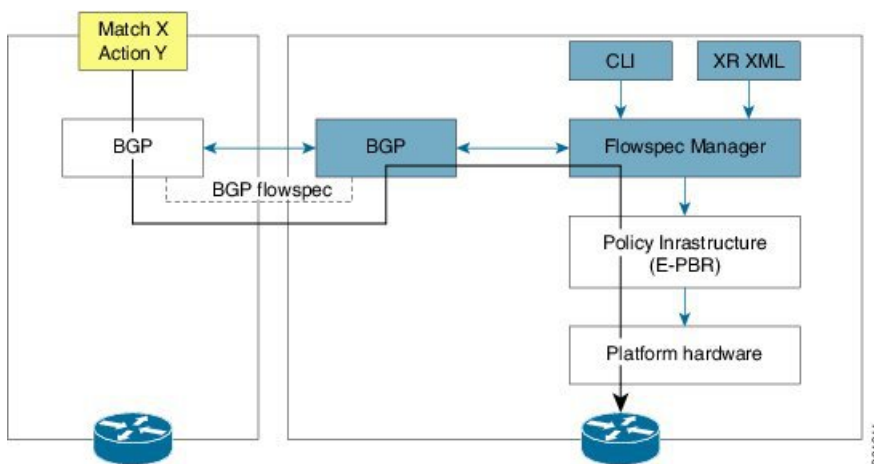 Match X
Action Y
CLI
XR XML
BGP
BGP
Flowspec Manager
BGP flowspec
Policy Inrastructure
(E-PBR)
Platform hardware